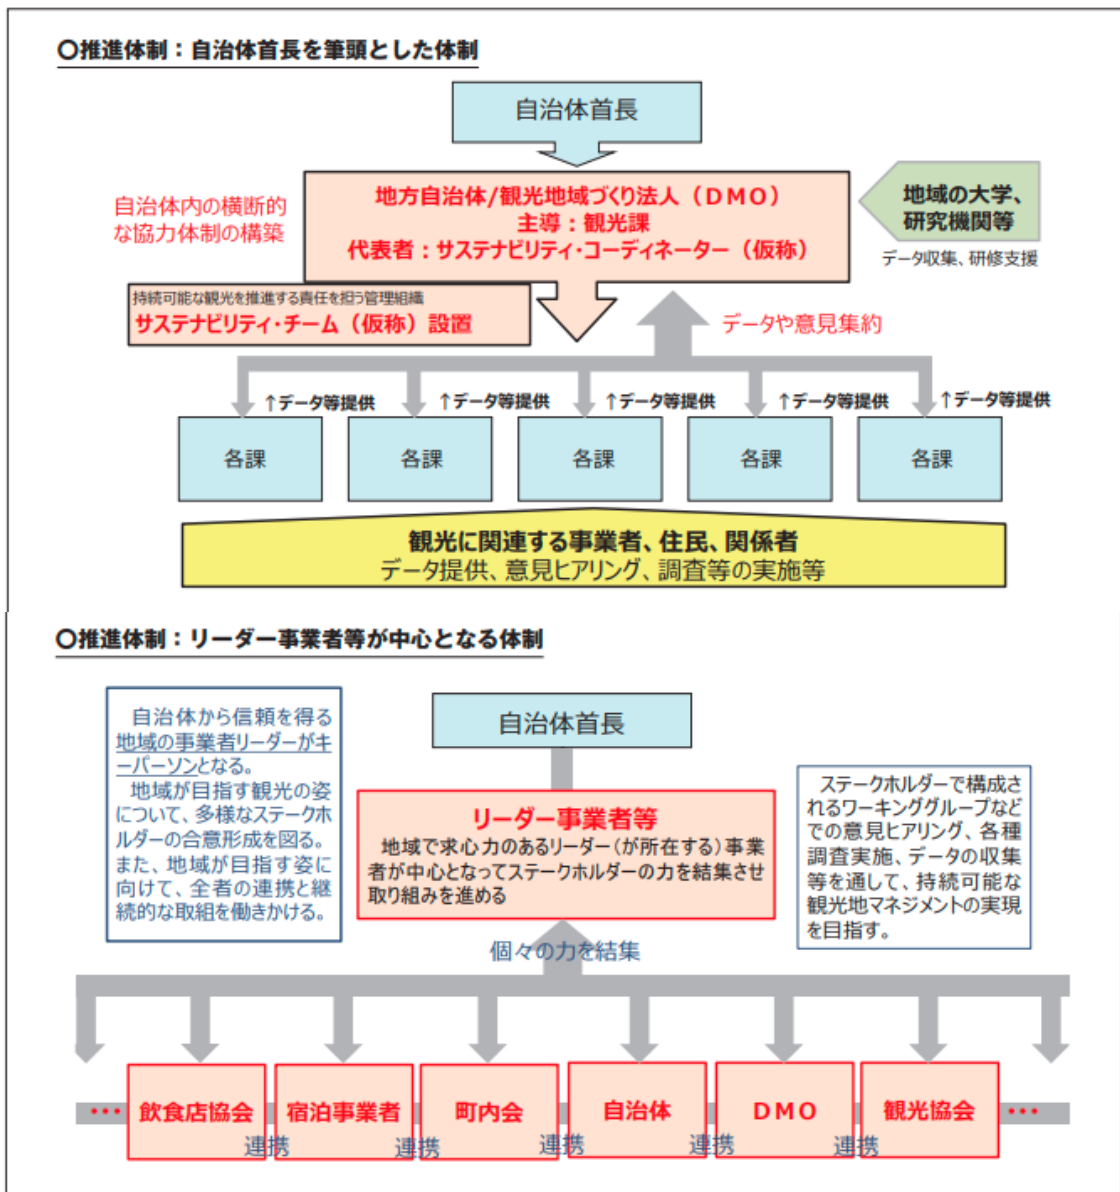 〇推進体制：自治体首長を筆頭とした体制
自治体首長
地方自治体/観光地域づくり法人（DMO）
主導：観光課
代表者：サステナビリティ・コーディネーター（仮称）
自治体内の横断的
な協力体制の構築
地域の大学、
研究機関等
データ収集、研修支援
持続可能な観光を推進する責任を担う管理組織
サステナビリティ・チーム（仮称）設置
データや意見集約
↑データ等提供
↑データ等提供
↑データ等提供
↑データ等提供
↑データ等提供
各課
各課
各課
各課
各課
観光に関連する事業者、住民、関係者
データ提供、意見ヒアリング、調査等の実施等
〇推進体制：リーダー事業者等が中心となる体制
自治体から信頼を得る
地域の事業者リーダーがキ
ーパーソンとなる。
地域が目指す観光の姿
について、多様なステークホ
ルダーの合意形成を図る。
また、地域が目指す姿に
向けて、全者の連携と継
続的な取組を働きかける。
自治体首長
リーダー事業者等
地域で求心力のあるリーダー（が所在する）事業
者が中心となってステークホルダーの力を結集させ
取り組みを進める
ステークホルダーで構成さ
れるワーキンググループなど
での意見ヒアリング、各種
調査実施、データの収集
等を通して、持続可能な
観光地マネジメントの実現
を目指す。
個々の力を結集
・・・
飲食店協会
宿泊事業者
町内会
自治体
DMO
観光協会
・・・
連携
連携
連携
連携
連携